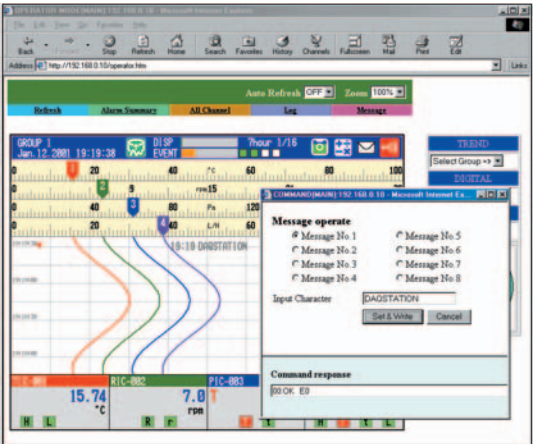 OPERATOR MODE[MAIN] 192.168.0.10 - Microsoft Internet Explorer
File Edit View Go Favorites Help
Back Forward Stop Refresh Home Search Favorites History Channels Fullscreen Mail Print Edit
Address http://192.168.0.10/operator.htm Links
Auto Refresh OFF Zoom 100%
Refresh Alarm Summary All Channel Log Message
GROUP 1 DISP 7hour 1/16
Jan.12.2001 19:19:38 EVENT
TREND
Select Group =>
DIGITAL
0 1 20 40 °C 60 80 100
0 2 9 rpm15
0 40 3 80 Pa 120
0 20 4 40 L/H 60
19:19 DAQSTATION
COMMAND[MAIN] 192.168.0.10 - Microsoft Internet Ex...
Message operate
Message No.1 Message No.5
Message No.2 Message No.6
Message No.3 Message No.7
Message No.4 Message No.8
Input Character DAQSTATION
Set & Write Cancel
Command response
00:OK E0
RIC-002 PIC-003
15.74 °C
7.0 rpm
H L R r T t H T t L